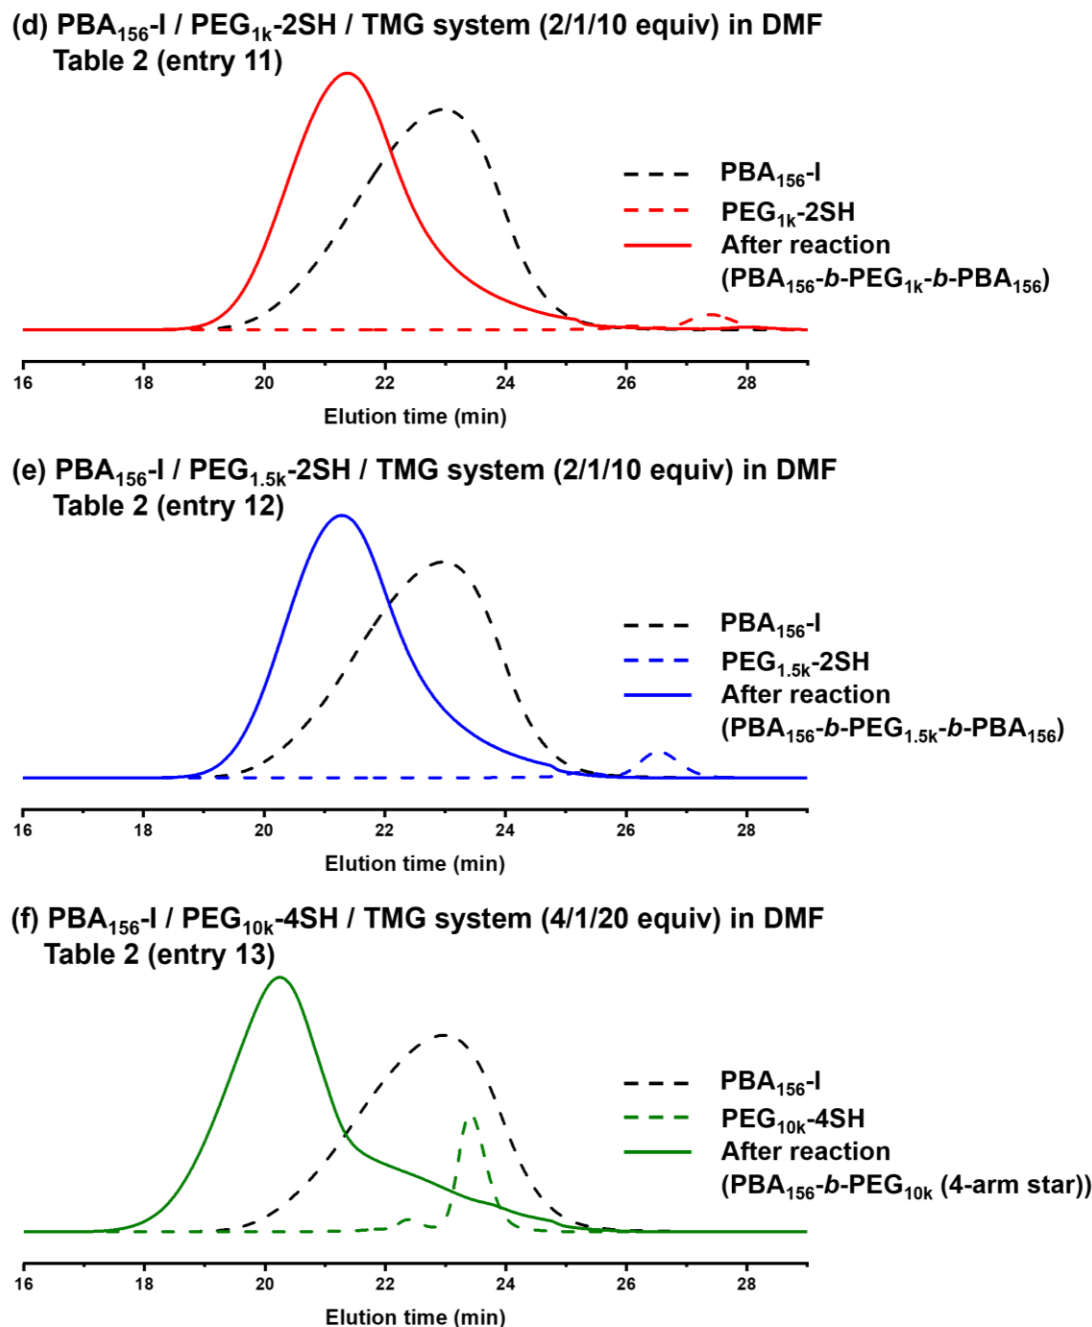 (d) PBA156-I / PEG1k-2SH / TMG system (2/1/10 equiv) in DMF
Table 2 (entry 11)
PBA156-I
PEG1k-2SH
After reaction
(PBA156-b-PEG1k-b-PBA156)
16 18 20 22 24 26 28
Elution time (min)
(e) PBA156-I / PEG1.5k-2SH / TMG system (2/1/10 equiv) in DMF
Table 2 (entry 12)
PBA156-I
PEG1.5k-2SH
After reaction
(PBA156-b-PEG1.5k-b-PBA156)
16 18 20 22 24 26 28
Elution time (min)
(f) PBA156-I / PEG10k-4SH / TMG system (4/1/20 equiv) in DMF
Table 2 (entry 13)
PBA156-I
PEG10k-4SH
After reaction
(PBA156-b-PEG10k (4-arm star))
16 18 20 22 24 26 28
Elution time (min)